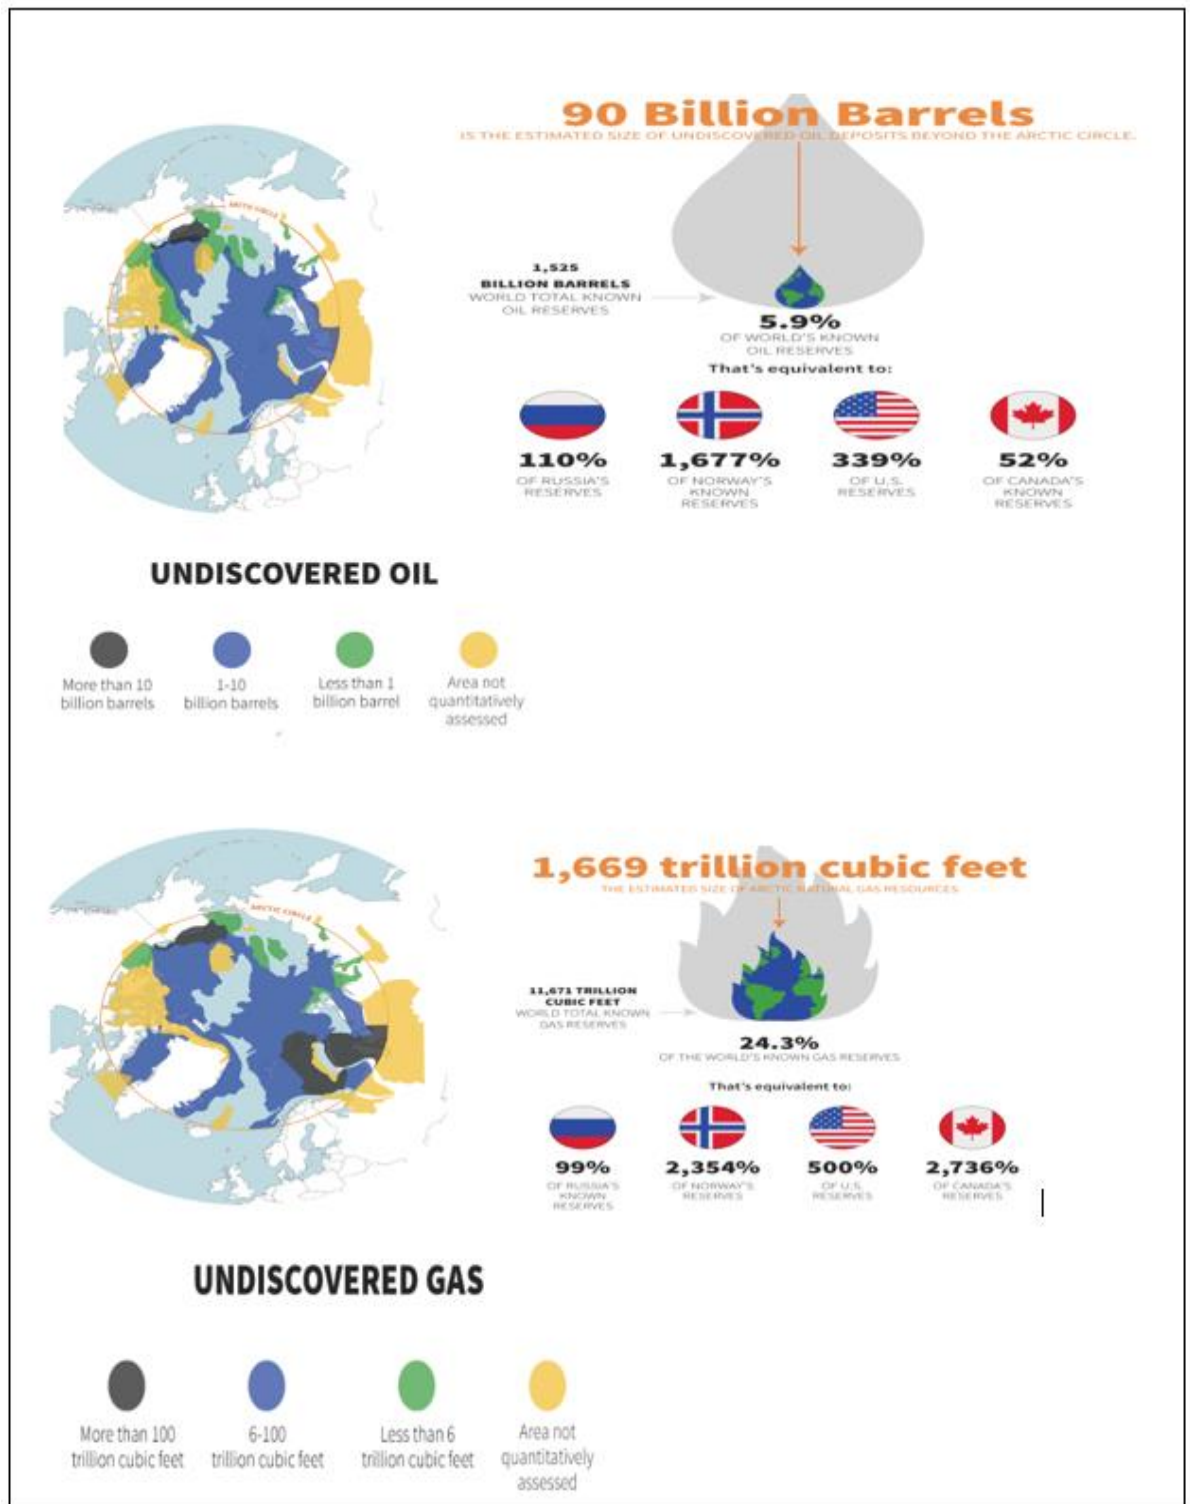 90 Billion Barrels
IS THE ESTIMATED SIZE OF UNDISCOVERED OIL DEPOSITS BEYOND THE ARCTIC CIRCLE.
ARCTIC CIRCLE
1,525
BILLION BARRELS
WORLD TOTAL KNOWN
OIL RESERVES
5.9%
OF WORLD'S KNOWN
OIL RESERVES
That's equivalent to:
110%
OF RUSSIA'S
RESERVES
1,677%
OF NORWAY'S
KNOWN
RESERVES
339%
OF U.S.
RESERVES
52%
OF CANADA'S
KNOWN
RESERVES
UNDISCOVERED OIL
More than 10
billion barrels
1-10
billion barrels
Less than 1
billion barrel
Area not
quantitatively
assessed
1,669 trillion cubic feet
THE ESTIMATED SIZE OF ARCTIC NATURAL GAS RESOURCES
ARCTIC CIRCLE
11,671 TRILLION
CUBIC FEET
WORLD TOTAL KNOWN
GAS RESERVES
24.3%
OF THE WORLD'S KNOWN GAS RESERVES
That's equivalent to:
99%
OF RUSSIA'S
KNOWN
RESERVES
2,354%
OF NORWAY'S
RESERVES
500%
OF U.S.
RESERVES
2,736%
OF CANADA'S
RESERVES
UNDISCOVERED GAS
More than 100
trillion cubic feet
6-100
trillion cubic feet
Less than 6
trillion cubic feet
Area not
quantitatively
assessed